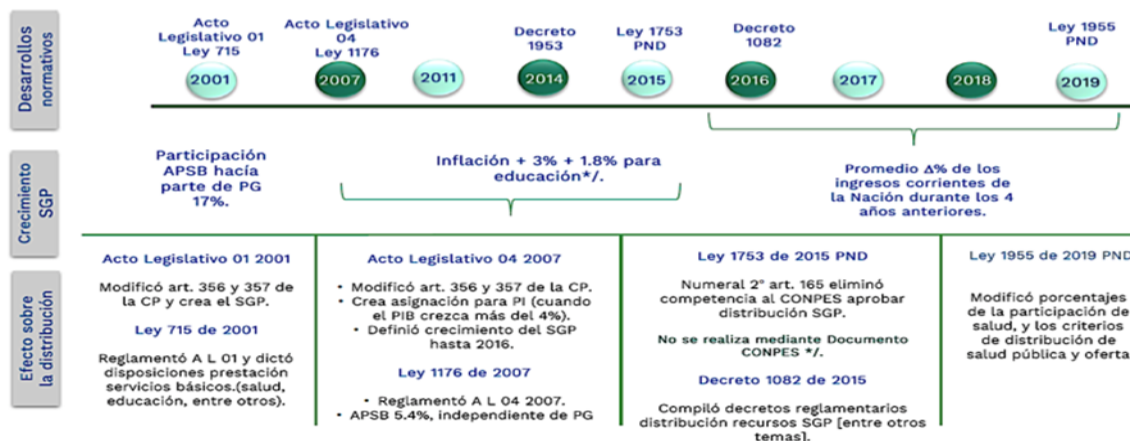 Desarrollos
normativos
Acto
Legislativo 01
Ley 715
Acto Legislativo
04
Ley 1176
Decreto
1953
Ley 1753
PND
Decreto
1082
Ley 1955
PND
2001
2007
2011
2014
2015
2016
2017
2018
2019
Crecimiento
SGP
Participación
APSB hacía
parte de PG
17%.
Inflación + 3% + 1.8% para
educación*/.
Promedio Δ% de los
ingresos corrientes de
la Nación durante los 4
años anteriores.
Efecto sobre
la distribución
Acto Legislativo 01 2001
Modificó art. 356 y 357 de
la CP y crea el SGP.
Ley 715 de 2001
Reglamentó A L 01 y dictó
disposiciones prestación
servicios básicos.(salud,
educación, entre otros).
Acto Legislativo 04 2007
• Modificó art. 356 y 357 de la CP.
• Crea asignación para PI (cuando
el PIB crezca más del 4%).
• Definió crecimiento del SGP
hasta 2016.
Ley 1176 de 2007
• Reglamentó A L 04 2007.
• APSB 5.4%, independiente de PG
Ley 1753 de 2015 PND
Numeral 2° art. 165 eliminó
competencia al CONPES aprobar
distribución SGP.
No se realiza mediante Documento
CONPES */.
Decreto 1082 de 2015
Compiló decretos reglamentarios
distribución recursos SGP [entre otros
temas].
Ley 1955 de 2019 PND
Modificó porcentajes
de la participación de
salud, y los criterios
de distribución de
salud pública y oferta